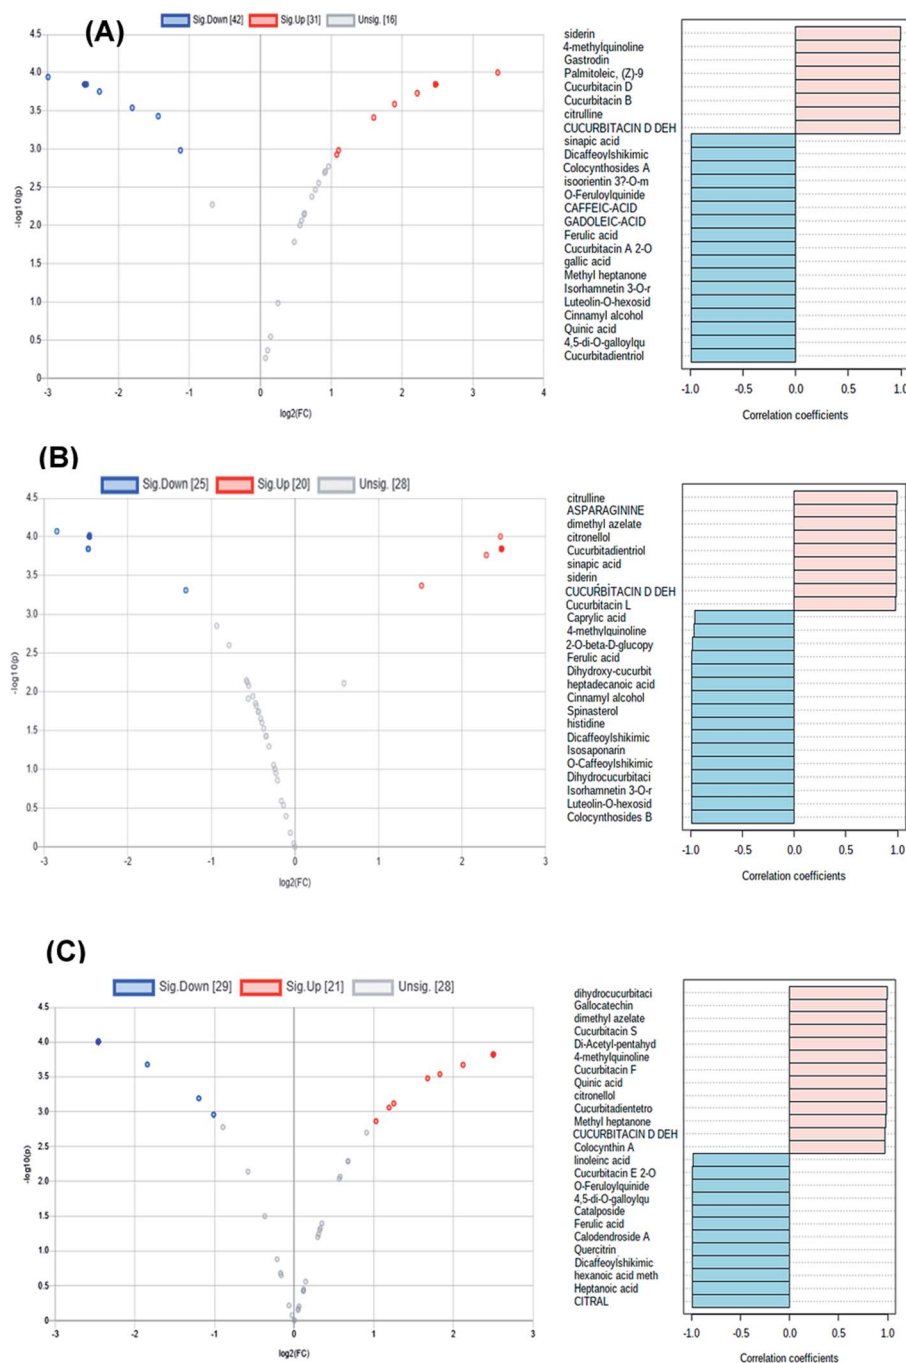 (A)
Sig.Down [42] Sig.Up [31] Unsig. [16]
4.5
4.0
3.5
3.0
2.5
2.0
1.5
1.0
0.5
0
-log10(p)
-3 -2 -1 0 1 2 3 4
log2(FC)
siderin
4-methylquinoline
Gastrodin
Palmitoleic, (Z)-9
Cucurbitacin D
Cucurbitacin B
citrulline
CUCURBITACIN D DEH
sinapic acid
Dicaffeoylshikimic
Colocynthosides A
isoorientin 3?-O-m
O-Feruloylquinide
CAFFEIC-ACID
GADOLEIC-ACID
Ferulic acid
Cucurbitacin A 2-O
gallic acid
Methyl heptanone
Isorhamnetin 3-O-r
Luteolin-O-hexosid
Cinnamyl alcohol
Quinic acid
4,5-di-O-galloylqu
Cucurbitadientriol
-1.0 -0.5 0.0 0.5 1.0
Correlation coefficients
(B)
Sig.Down [25] Sig.Up [20] Unsig. [28]
4.5
4.0
3.5
3.0
2.5
2.0
1.5
1.0
0.5
0
-log10(p)
-3 -2 -1 0 1 2 3
log2(FC)
citrulline
ASPARAGININE
dimethyl azelate
citronellol
Cucurbitadientriol
sinapic acid
siderin
CUCURBITACIN D DEH
Cucurbitacin L
Caprylic acid
4-methylquinoline
2-O-beta-D-glucopy
Ferulic acid
Dihydroxy-cucurbit
heptadecanoic acid
Cinnamyl alcohol
Spinasterol
histidine
Dicaffeoylshikimic
Isosaponarin
O-Caffeoylshikimic
Dihydrocucurbitaci
Isorhamnetin 3-O-r
Luteolin-O-hexosid
Colocynthosides B
-1.0 -0.5 0.0 0.5 1.0
Correlation coefficients
(C)
Sig.Down [29] Sig.Up [21] Unsig. [28]
4.5
4.0
3.5
3.0
2.5
2.0
1.5
1.0
0.5
0
-log10(p)
-3 -2 -1 0 1 2 3
log2(FC)
dihydrocucurbitaci
Gallocatechin
dimethyl azelate
Cucurbitacin S
Di-Acetyl-pentahyd
4-methylquinoline
Cucurbitacin F
Quinic acid
citronellol
Cucurbitadientetro
Methyl heptanone
CUCURBITACIN D DEH
Colocynthin A
linoleinc acid
Cucurbitacin E 2-O
O-Feruloylquinide
4,5-di-O-galloylqu
Catalposide
Ferulic acid
Calodendroside A
Quercitrin
Dicaffeoylshikimic
hexanoic acid meth
Heptanoic acid
CITRAL
-1.0 -0.5 0.0 0.5 1.0
Correlation coefficients